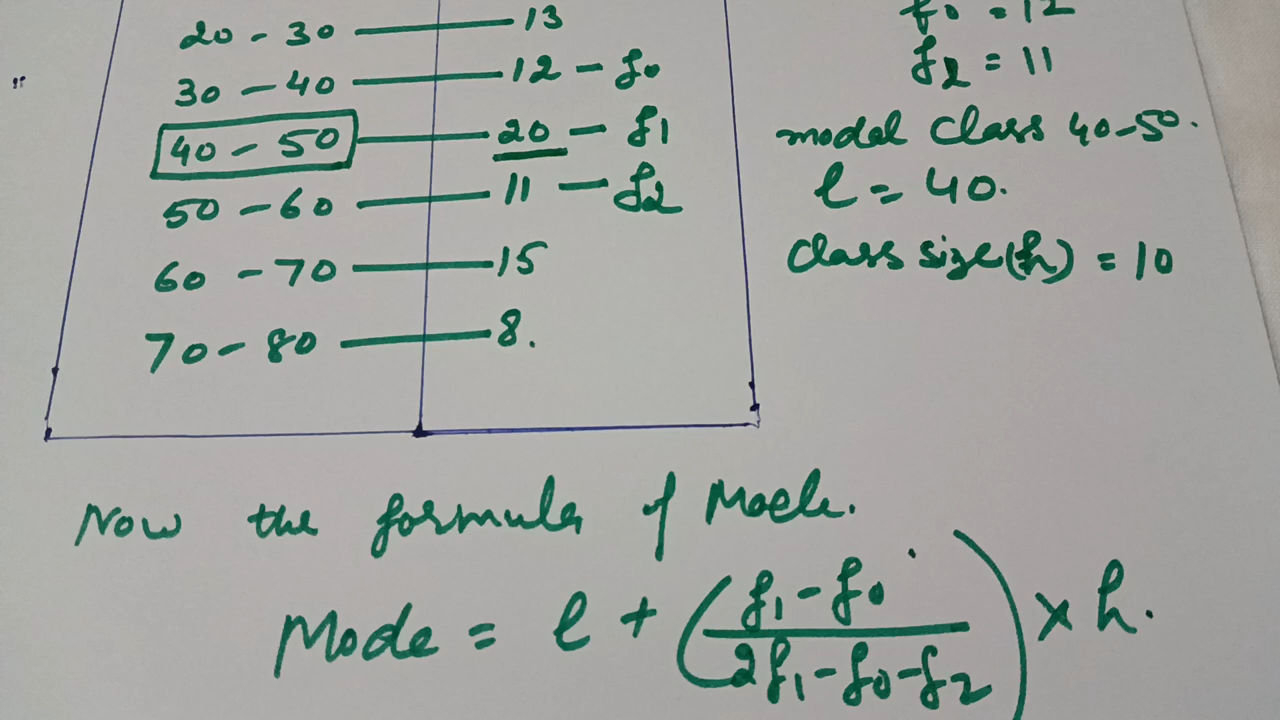 20 - 30 — 13
30 - 40 — 12 - f0
40 - 50 — 20 - f1
50 - 60 — 11 - f2
60 - 70 — 15
70 - 80 — 8.
f0 = 12
f2 = 11
modal class 40-50.
l = 40.
class size (h) = 10
Now the formula of Mode.
Mode = l + (f1 - f0 / 2f1 - f0 - f2) × h.